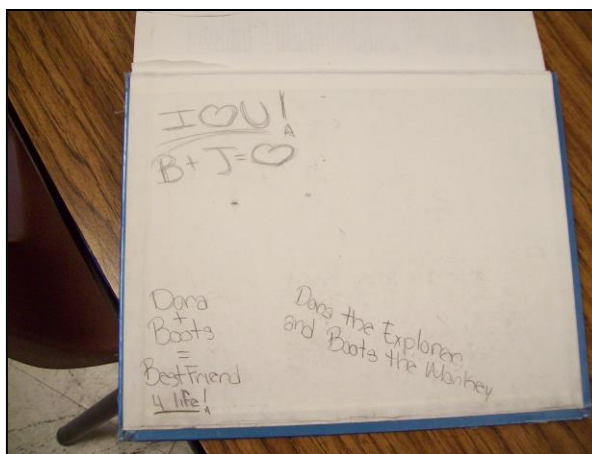 I ♡ U!
B + J = ♡
Dora
+
Boots
=
Best Friend
4 life!
Dora the Explorer
and Boots the Monkey